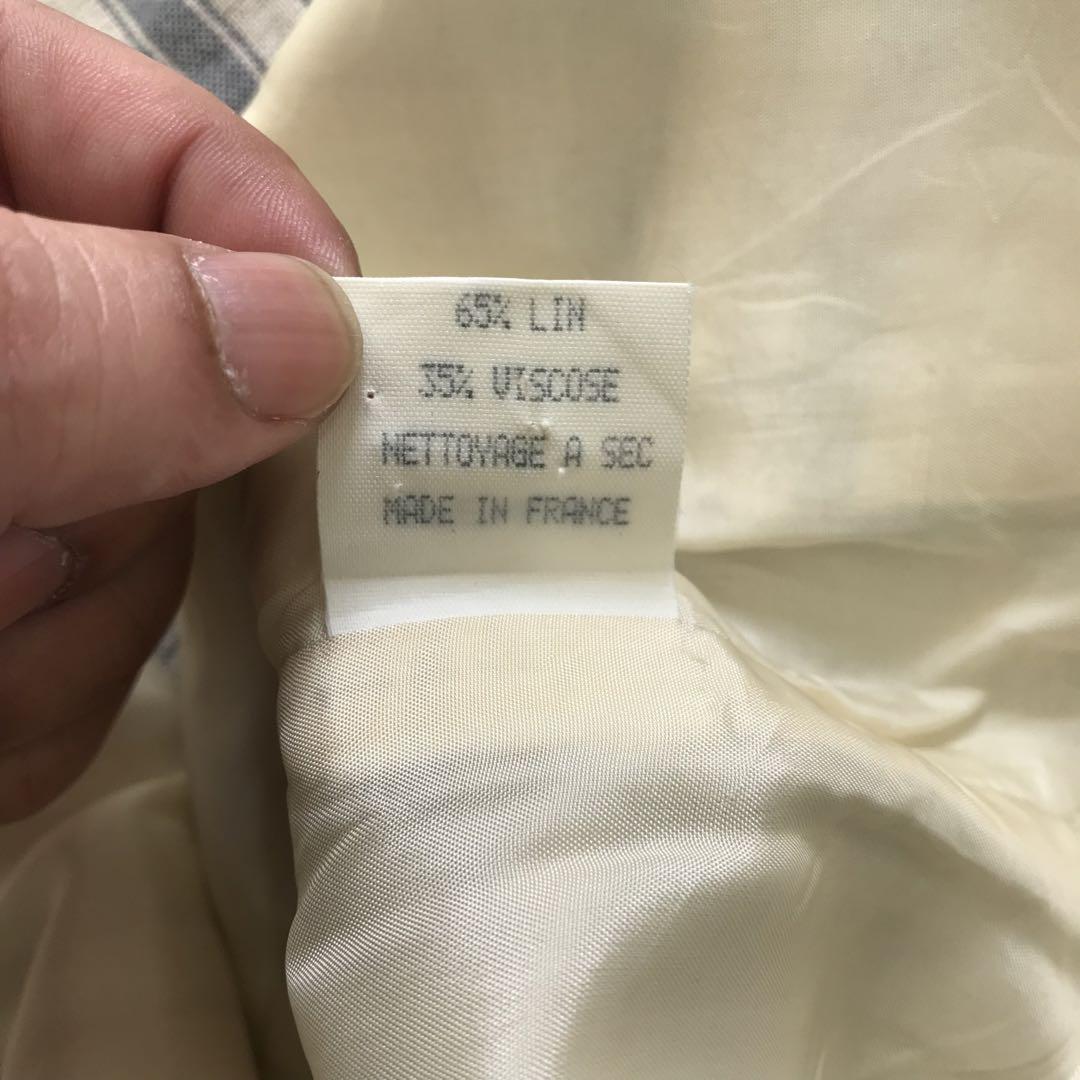 65% LIN
35% VISCOSE
NETTOYAGE A SEC
MADE IN FRANCE